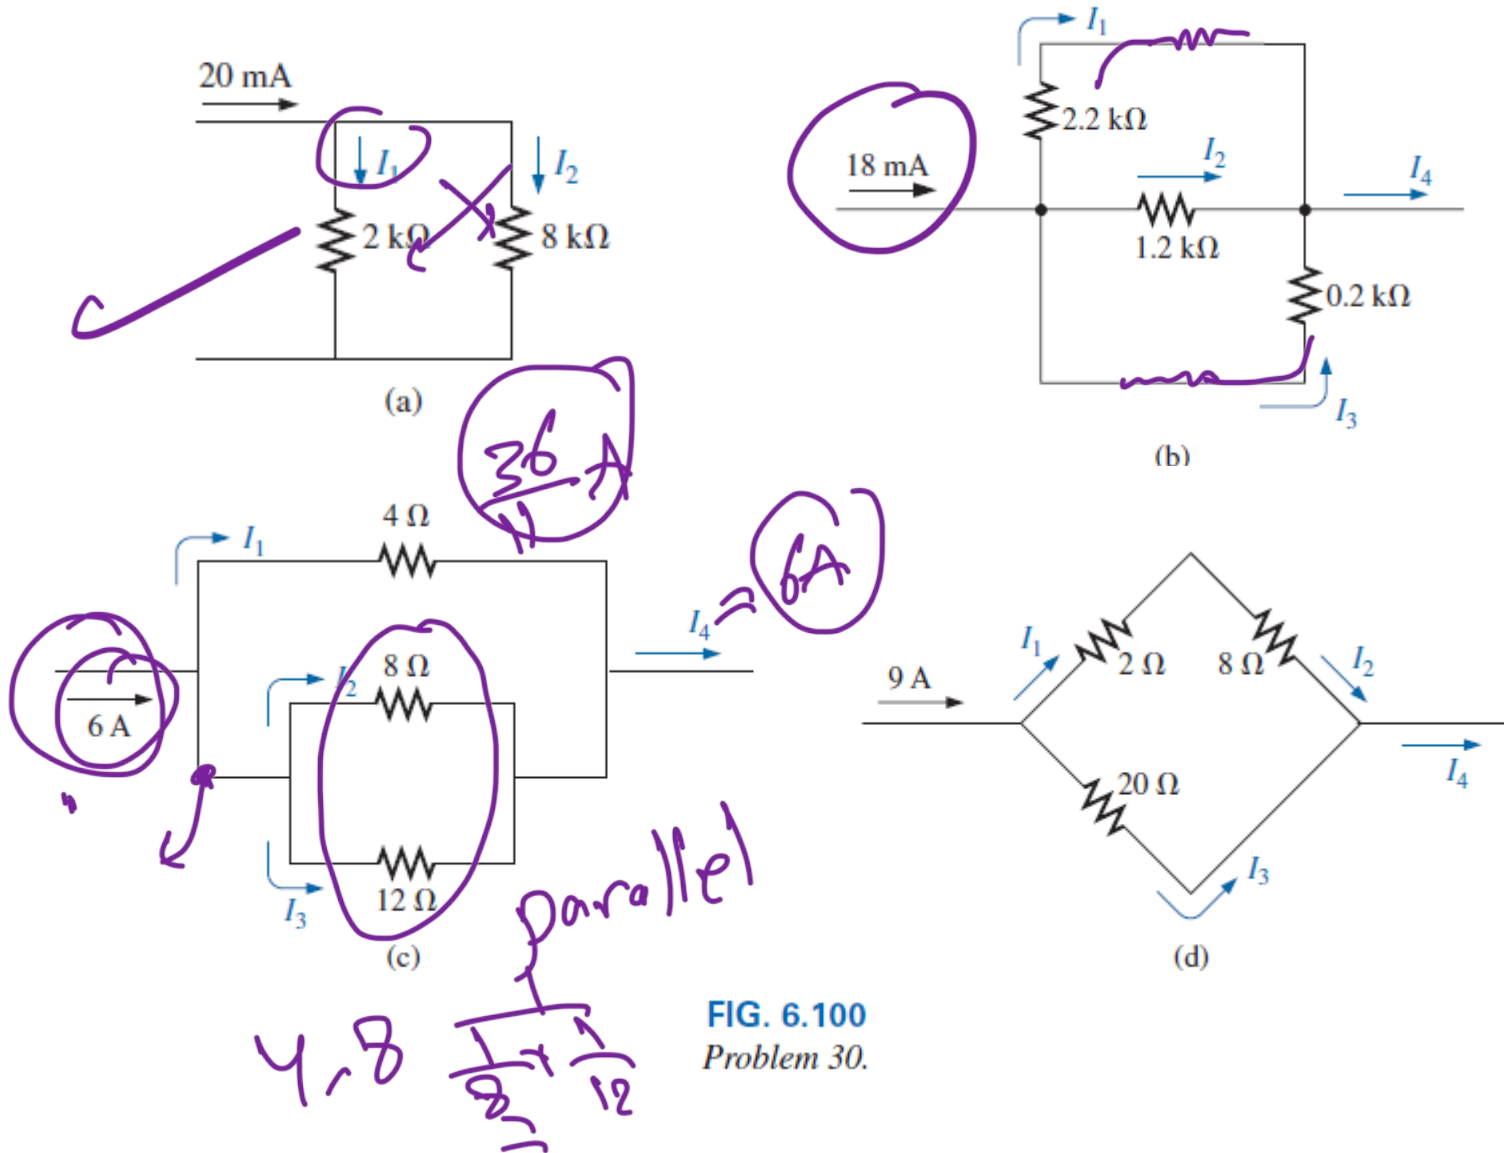 20 mA
I₁
I₂
2 kΩ
8 kΩ
(a)
I₁
2.2 kΩ
18 mA
I₂
I₄
1.2 kΩ
0.2 kΩ
I₃
(b)
36
A
11
4 Ω
I₁
6A
I₄ =
I₂
8 Ω
6 A
12 Ω
I₃
(c)
parallel
4,8
1/8 + 1/12
=
9 A
I₁
2 Ω
8 Ω
I₂
20 Ω
I₄
I₃
(d)
FIG. 6.100
Problem 30.